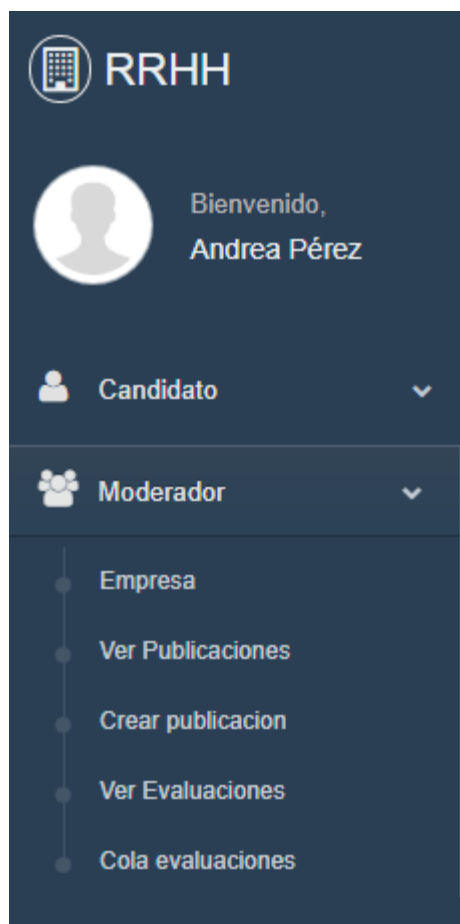 RRHH
Bienvenido,
Andrea Pérez
Candidato
Moderador
Empresa
Ver Publicaciones
Crear publicacion
Ver Evaluaciones
Cola evaluaciones